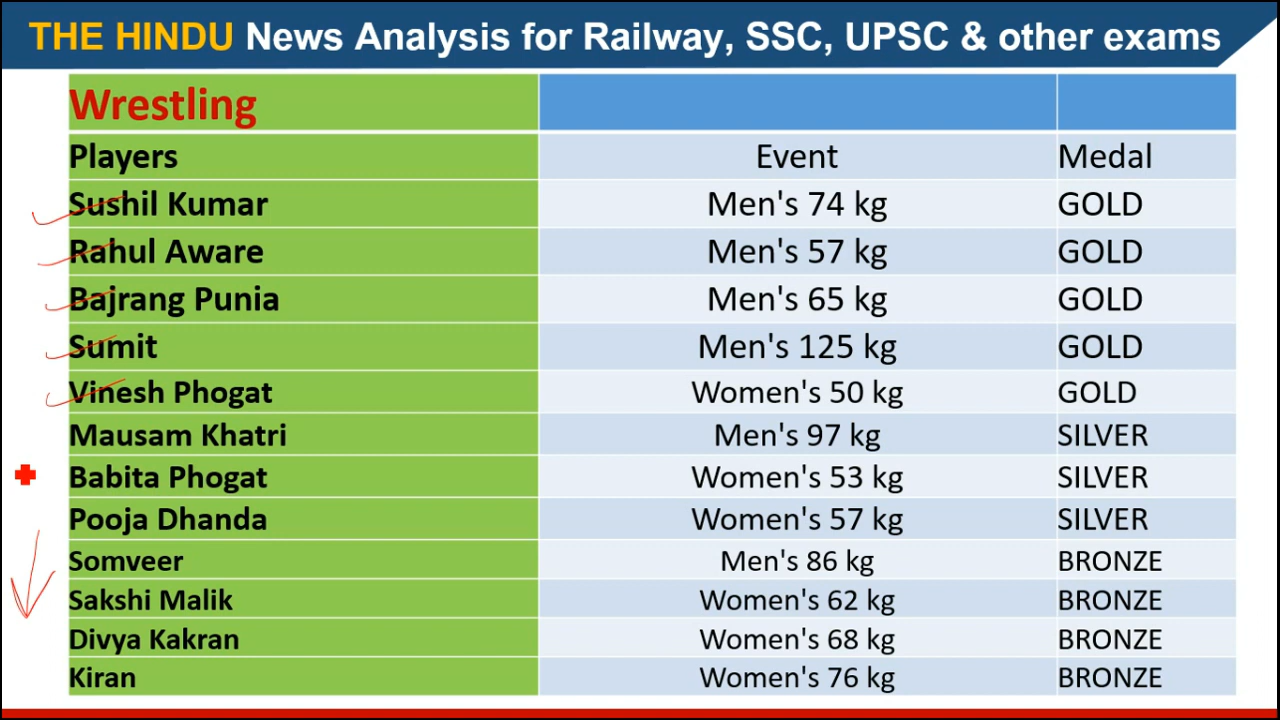 THE HINDU News Analysis for Railway, SSC, UPSC & other exams
Wrestling
Players Event Medal
Sushil Kumar Men's 74 kg GOLD
Rahul Aware Men's 57 kg GOLD
Bajrang Punia Men's 65 kg GOLD
Sumit Men's 125 kg GOLD
Vinesh Phogat Women's 50 kg GOLD
Mausam Khatri Men's 97 kg SILVER
Babita Phogat Women's 53 kg SILVER
Pooja Dhanda Women's 57 kg SILVER
Somveer Men's 86 kg BRONZE
Sakshi Malik Women's 62 kg BRONZE
Divya Kakran Women's 68 kg BRONZE
Kiran Women's 76 kg BRONZE